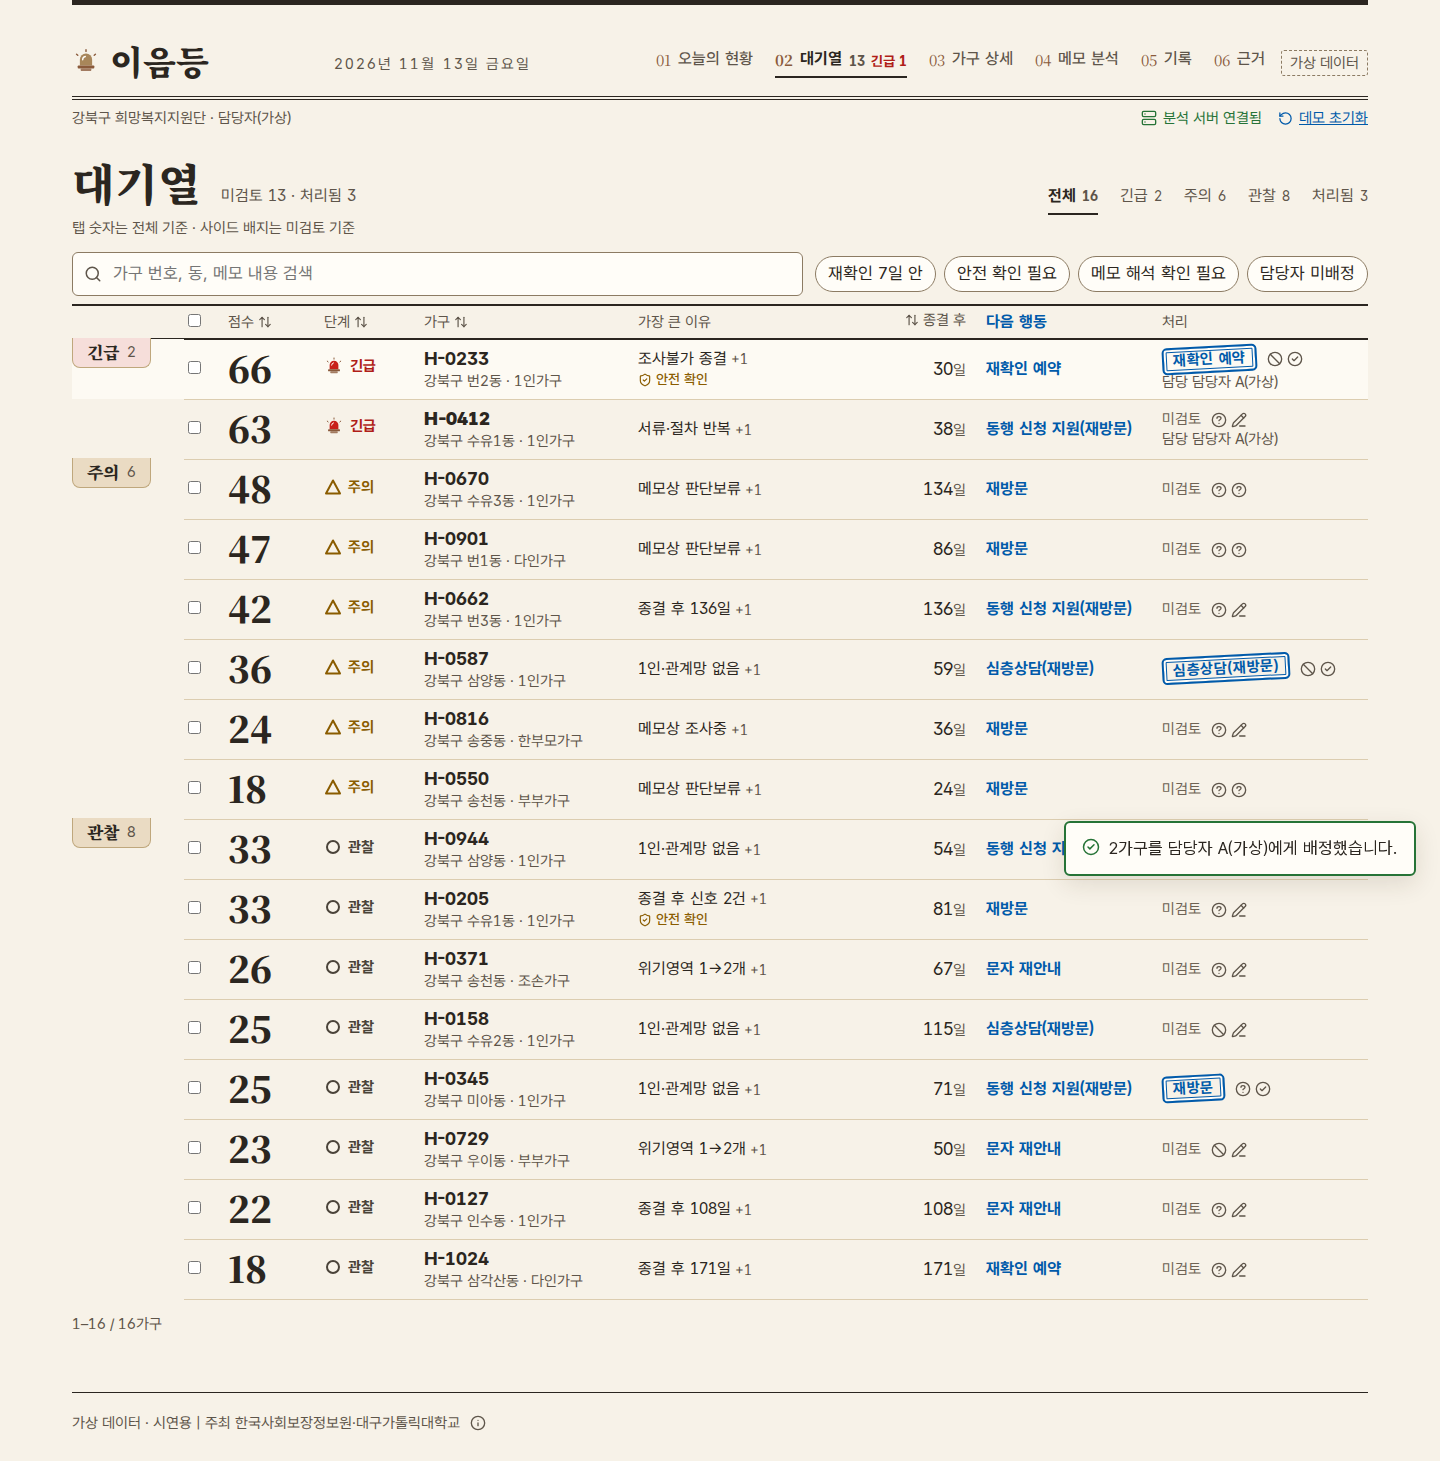 이음등
2026년 11월 13일 금요일
01 오늘의 현황 02 대기열 13 긴급 1 03 가구 상세 04 메모 분석 05 기록 06 근거 가상 데이터
강북구 희망복지지원단 · 담당자(가상)
분석 서버 연결됨 데모 초기화
대기열 미검토 13 · 처리됨 3
전체 16 긴급 2 주의 6 관찰 8 처리됨 3
탭 숫자는 전체 기준 · 사이드 배지는 미검토 기준
가구 번호, 동, 메모 내용 검색
재확인 7일 안 안전 확인 필요 메모 해석 확인 필요 담당자 미배정
점수 단계 가구 가장 큰 이유 종결 후 다음 행동 처리
긴급 2
66 긴급 H-0233 조사불가 종결 +1 30일 재확인 예약 재확인 예약
강북구 번2동 · 1인가구 안전 확인 담당 담당자 A(가상)
63 긴급 H-0412 서류·절차 반복 +1 38일 동행 신청 지원(재방문) 미검토
강북구 수유1동 · 1인가구 담당 담당자 A(가상)
주의 6
48 주의 H-0670 메모상 판단보류 +1 134일 재방문 미검토
강북구 수유3동 · 1인가구
47 주의 H-0901 메모상 판단보류 +1 86일 재방문 미검토
강북구 번1동 · 다인가구
42 주의 H-0662 종결 후 136일 +1 136일 동행 신청 지원(재방문) 미검토
강북구 번3동 · 1인가구
36 주의 H-0587 1인·관계망 없음 +1 59일 심층상담(재방문) 심층상담(재방문)
강북구 삼양동 · 1인가구
24 주의 H-0816 메모상 조사중 +1 36일 재방문 미검토
강북구 송중동 · 한부모가구
18 주의 H-0550 메모상 판단보류 +1 24일 재방문 미검토
강북구 송천동 · 부부가구
관찰 8
33 관찰 H-0944 1인·관계망 없음 +1 54일 동행 신청 지
강북구 삼양동 · 1인가구
2가구를 담당자 A(가상)에게 배정했습니다.
33 관찰 H-0205 종결 후 신호 2건 +1 81일 재방문 미검토
강북구 수유1동 · 1인가구 안전 확인
26 관찰 H-0371 위기영역 1→2개 +1 67일 문자 재안내 미검토
강북구 송천동 · 조손가구
25 관찰 H-0158 1인·관계망 없음 +1 115일 심층상담(재방문) 미검토
강북구 수유2동 · 1인가구
25 관찰 H-0345 1인·관계망 없음 +1 71일 동행 신청 지원(재방문) 재방문
강북구 미아동 · 1인가구
23 관찰 H-0729 위기영역 1→2개 +1 50일 문자 재안내 미검토
강북구 우이동 · 부부가구
22 관찰 H-0127 종결 후 108일 +1 108일 문자 재안내 미검토
강북구 인수동 · 1인가구
18 관찰 H-1024 종결 후 171일 +1 171일 재확인 예약 미검토
강북구 삼각산동 · 다인가구
1–16 / 16가구
가상 데이터 · 시연용 | 주최 한국사회보장정보원·대구가톨릭대학교